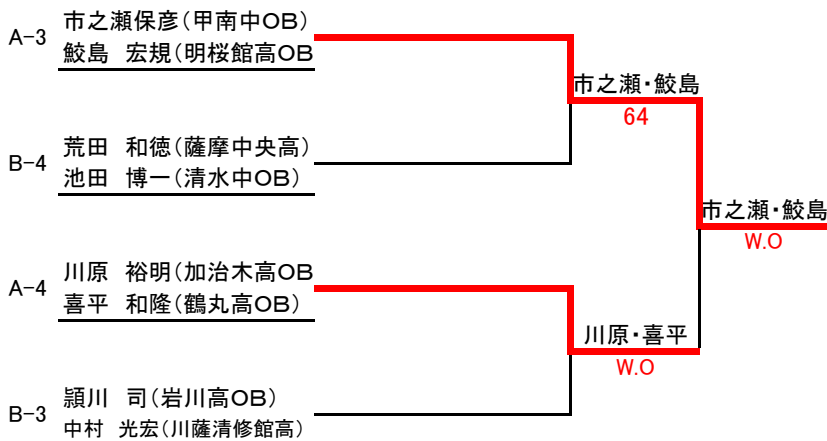 A-3
市之瀬保彦(甲南中OB)
鮫島 宏規(明桜館高OB
市之瀬・鮫島
64
B-4
荒田 和徳(薩摩中央高)
池田 博一(清水中OB)
市之瀬・鮫島
W.O
A-4
川原 裕明(加治木高OB
喜平 和隆(鶴丸高OB)
川原・喜平
W.O
B-3
頴川 司(岩川高OB)
中村 光宏(川薩清修館高)